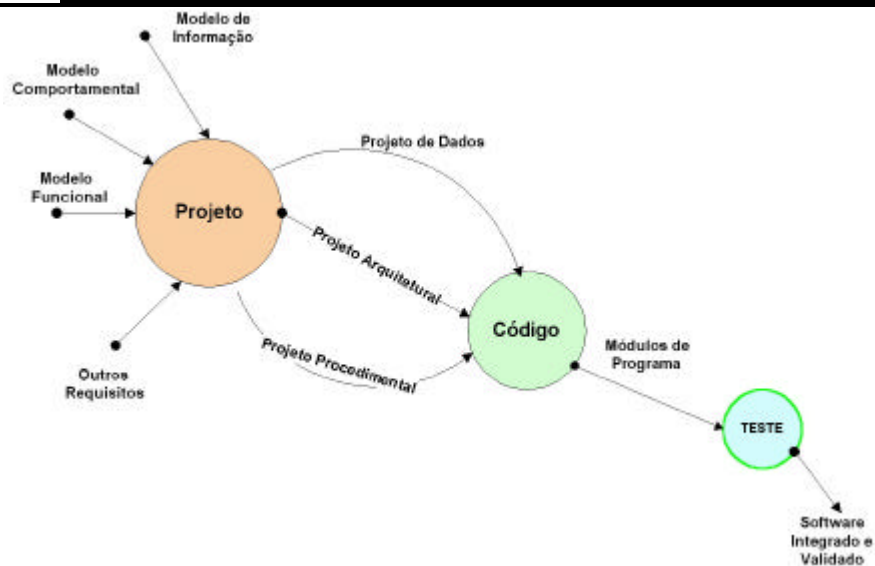 Modelo de
Informação
Modelo
Comportamental
Modelo
Funcional
Projeto
Outros
Requisitos
Projeto de Dados
Projeto Arquitetural
Projeto Procedimental
Código
Módulos de
Programa
TESTE
Software
Integrado e
Validado